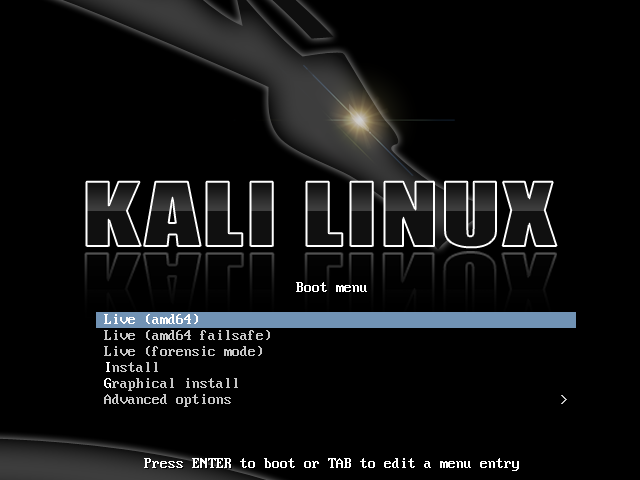 KALI LINUX
Boot menu
Live (amd64)
Live (amd64 failsafe)
Live (forensic mode)
Install
Graphical install
Advanced options >
Press ENTER to boot or TAB to edit a menu entry